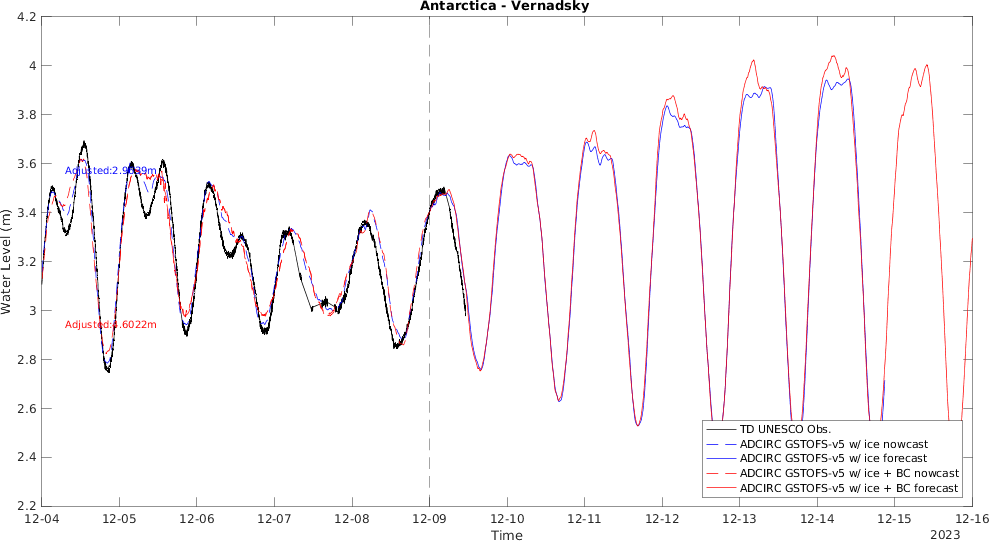 Antarctica - Vernadsky
4.2
4
3.8
3.6
3.4
3.2
3
2.8
2.6
2.4
2.2
Water Level (m)
TD UNESCO Obs.
ADCIRC GSTOFS-v5 w/ ice nowcast
ADCIRC GSTOFS-v5 w/ ice forecast
ADCIRC GSTOFS-v5 w/ ice + BC nowcast
ADCIRC GSTOFS-v5 w/ ice + BC forecast
12-04 12-05 12-06 12-07 12-08 12-09 12-10 12-11 12-12 12-13 12-14 12-15 12-16
Time
2023